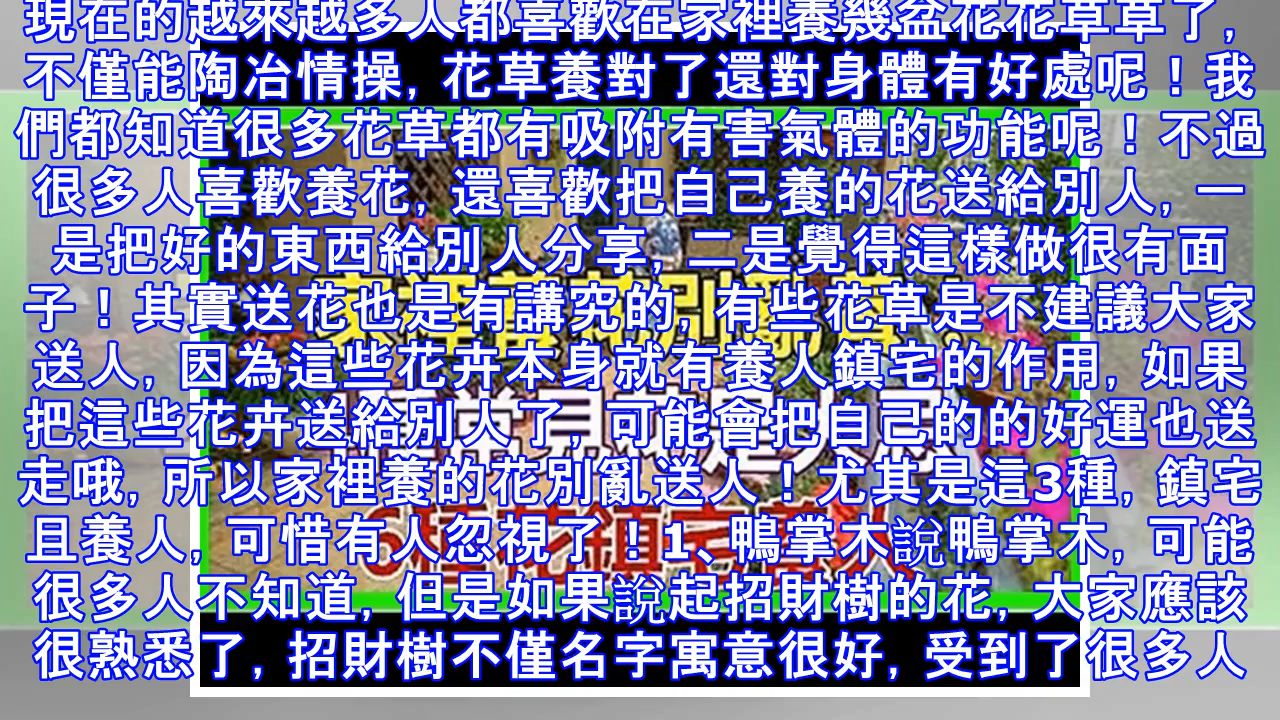 現在的越來越多人都喜歡在家裡養幾盆花花草草了,
不僅能陶冶情操, 花草養對了還對身體有好處呢！我
們都知道很多花草都有吸附有害氣體的功能呢！不過
很多人喜歡養花, 還喜歡把自己養的花送給別人, 一
是把好的東西給別人分享, 二是覺得這樣做很有面
子！其實送花也是有講究的, 有些花草是不建議大家
送人, 因為這些花卉本身就有養人鎮宅的作用, 如果
把這些花卉送給別人了, 可能會把自己的的好運也送
走哦, 所以家裡養的花別亂送人！尤其是這3種, 鎮宅
且養人, 可惜有人忽視了！1、鴨掌木說鴨掌木, 可能
很多人不知道, 但是如果說起招財樹的花, 大家應該
很熟悉了, 招財樹不僅名字寓意很好, 受到了很多人